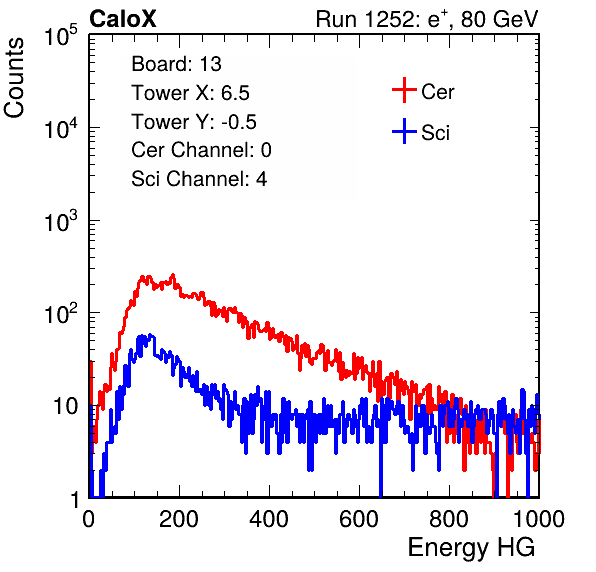 CaloX Run 1252: e⁺, 80 GeV
Counts
10⁵
10⁴
10³
10²
10
1
Board: 13
Tower X: 6.5
Tower Y: -0.5
Cer Channel: 0
Sci Channel: 4
Cer
Sci
0 200 400 600 800 1000
Energy HG